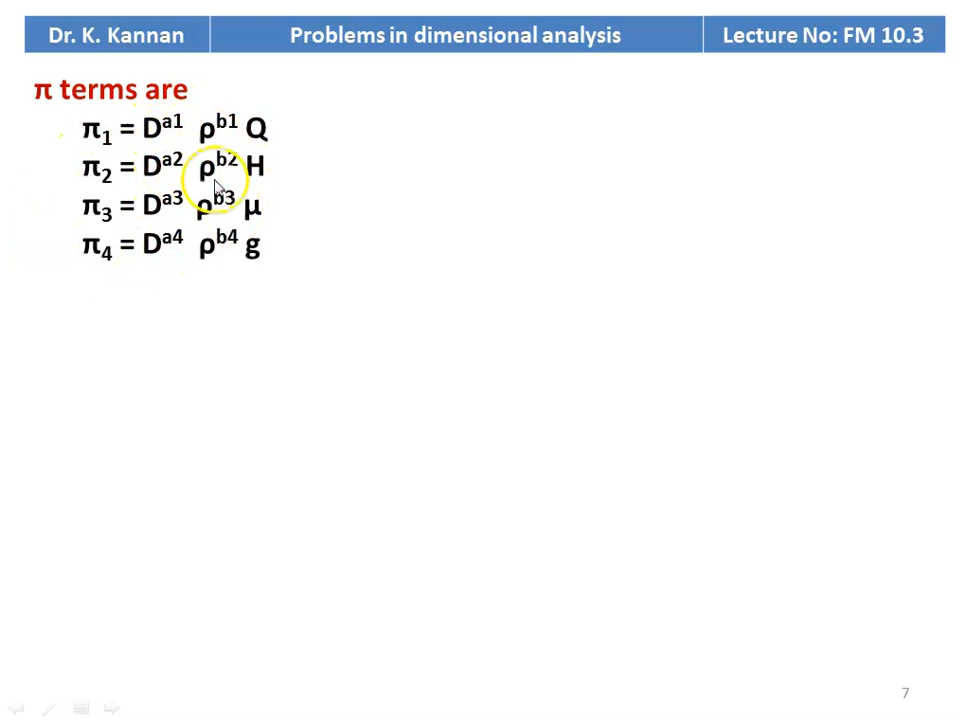 Dr. K. Kannan Problems in dimensional analysis Lecture No: FM 10.3
π terms are
π₁ = Dᵃ¹ ρᵇ¹ Q
π₂ = Dᵃ² ρᵇ² H
π₃ = Dᵃ³ ρᵇ³ μ
π₄ = Dᵃ⁴ ρᵇ⁴ g
7